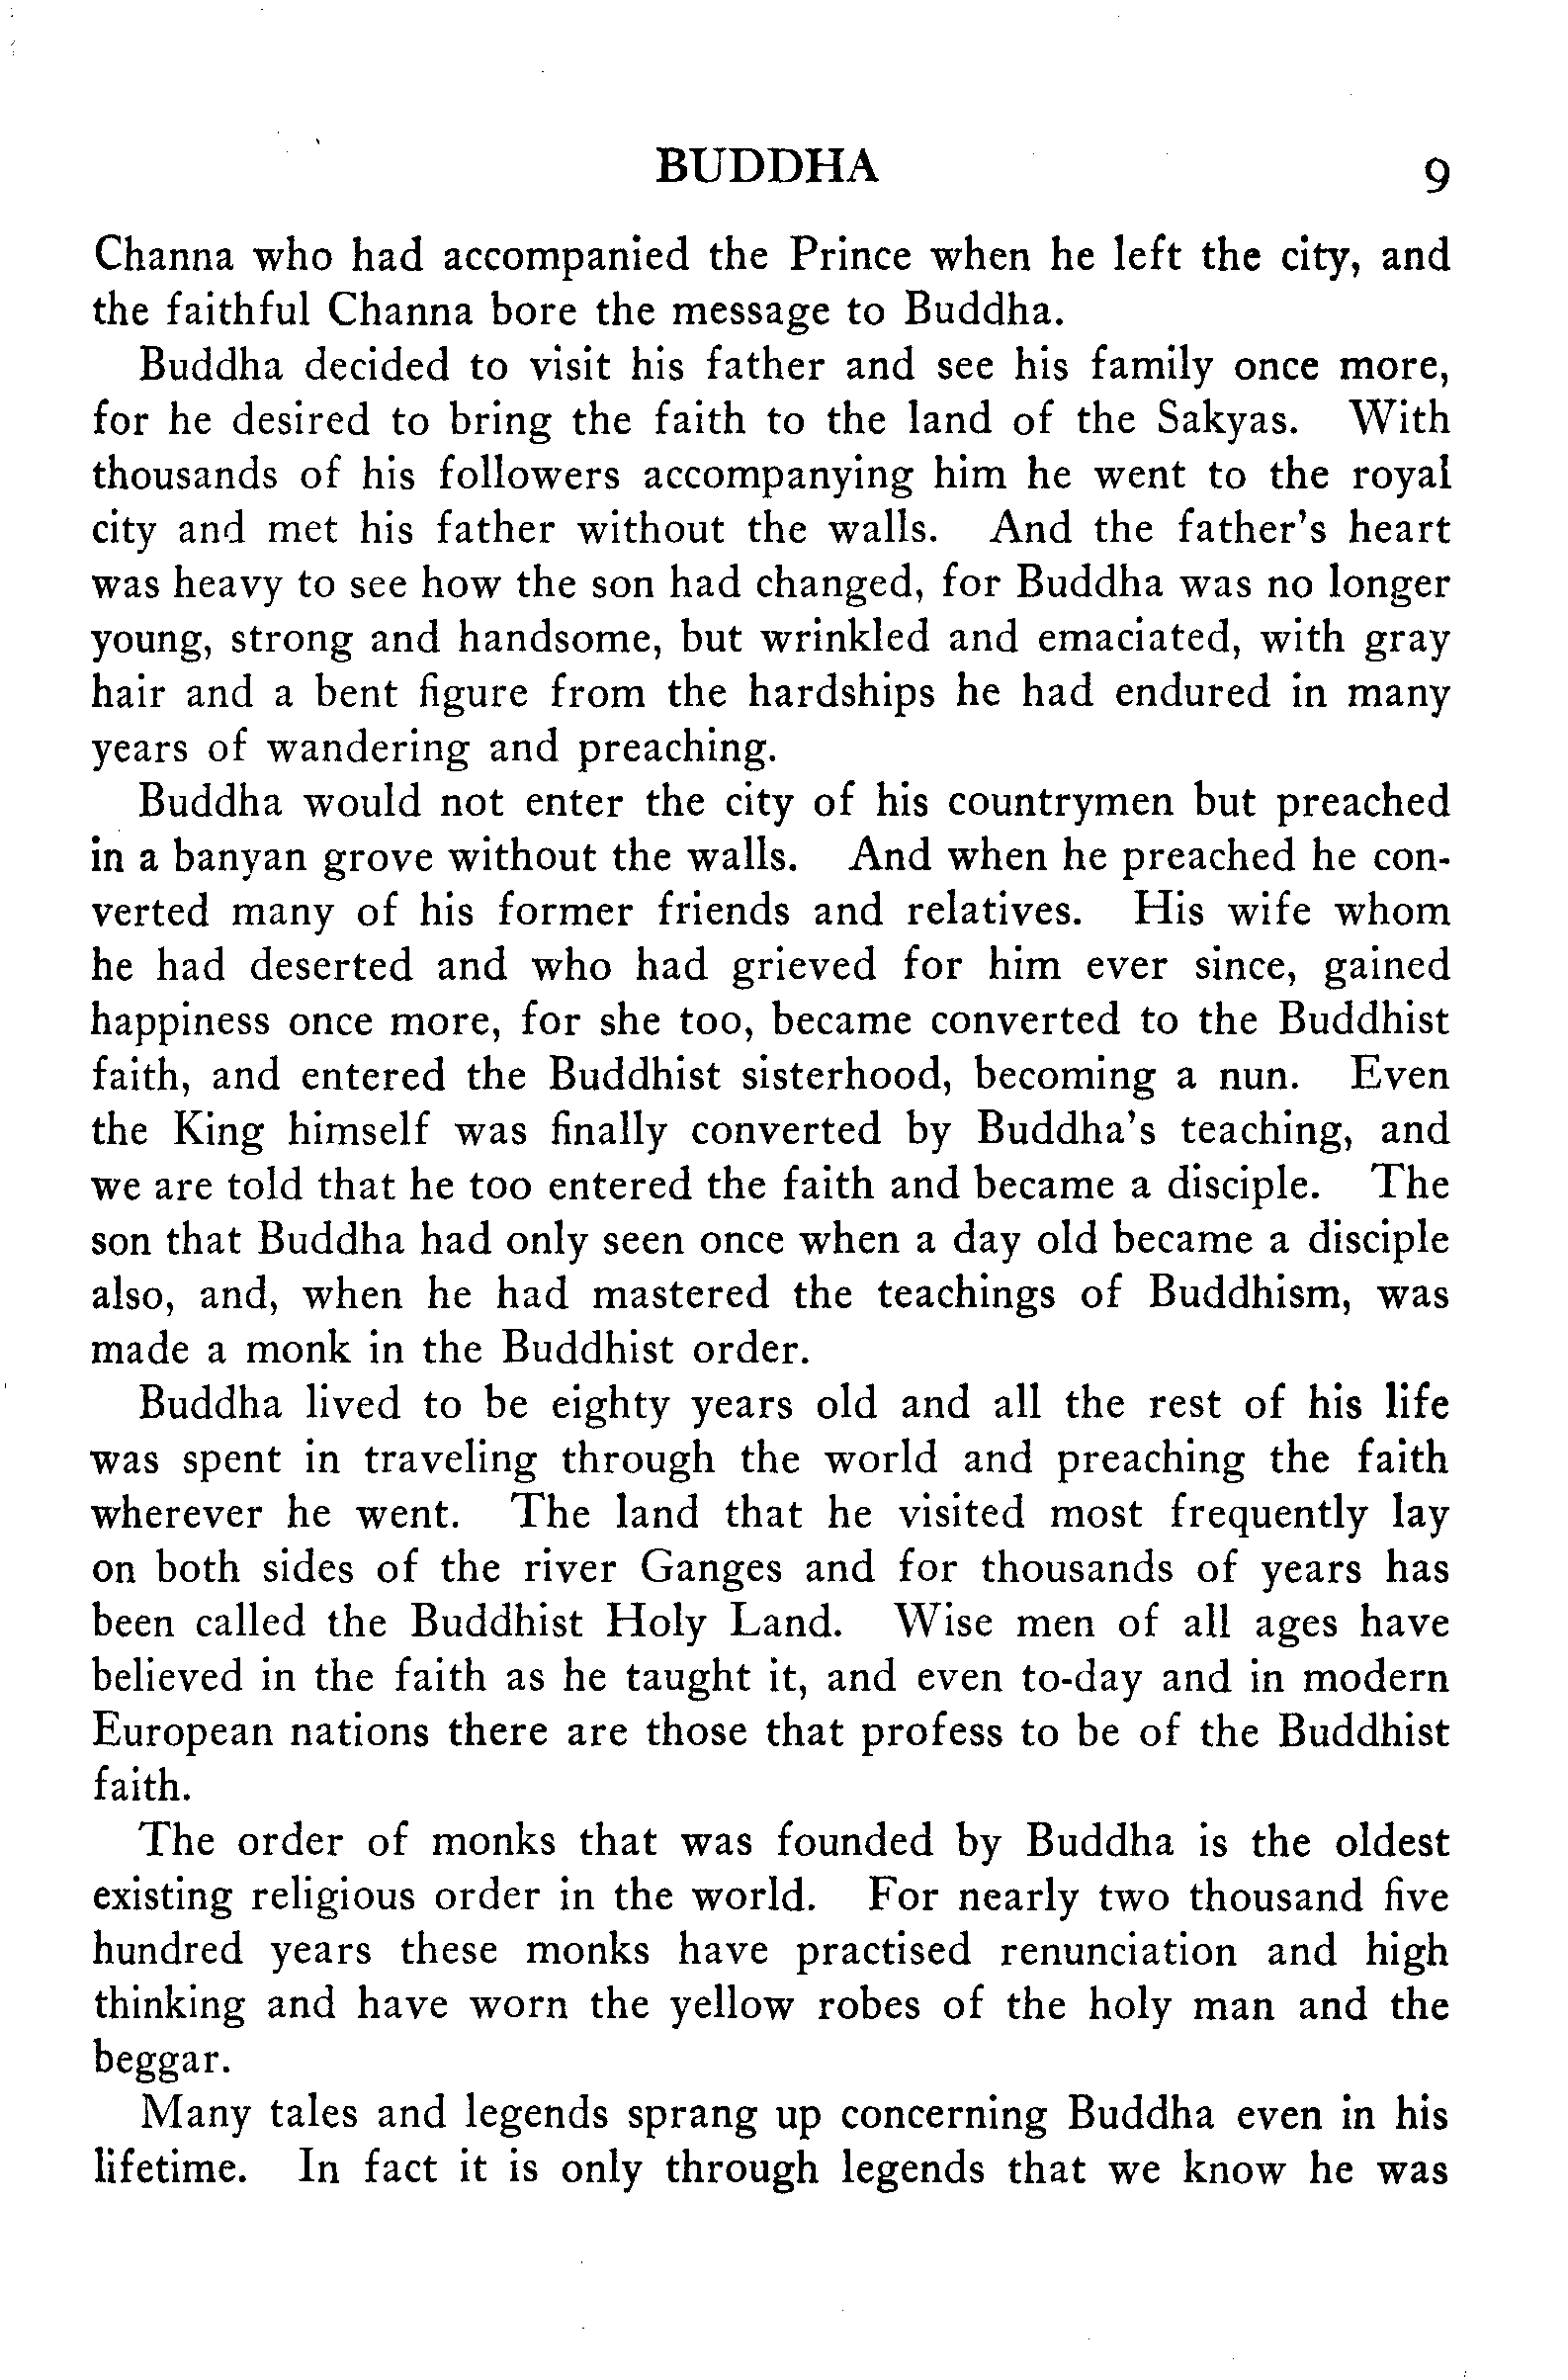 BUDDHA 9
Channa who had accompanied the Prince when he left the city, and
the faithful Channa bore the message to Buddha.
Buddha decided to visit his father and see his family once more,
for he desired to bring the faith to the land of the Sakyas. With
thousands of his followers accompanying him he went to the royal
city and met his father without the walls. And the father's heart
was heavy to see how the son had changed, for Buddha was no longer
young, strong and handsome, but wrinkled and emaciated, with gray
hair and a bent figure from the hardships he had endured in many
years of wandering and preaching.
Buddha would not enter the city of his countrymen but preached
in a banyan grove without the walls. And when he preached he con-
verted many of his former friends and relatives. His wife whom
he had deserted and who had grieved for him ever since, gained
happiness once more, for she too, became converted to the Buddhist
faith, and entered the Buddhist sisterhood, becoming a nun. Even
the King himself was finally converted by Buddha's teaching, and
we are told that he too entered the faith and became a disciple. The
son that Buddha had only seen once when a day old became a disciple
also, and, when he had mastered the teachings of Buddhism, was
made a monk in the Buddhist order.
Buddha lived to be eighty years old and all the rest of his life
was spent in traveling through the world and preaching the faith
wherever he went. The land that he visited most frequently lay
on both sides of the river Ganges and for thousands of years has
been called the Buddhist Holy Land. Wise men of all ages have
believed in the faith as he taught it, and even to-day and in modern
European nations there are those that profess to be of the Buddhist
faith.
The order of monks that was founded by Buddha is the oldest
existing religious order in the world. For nearly two thousand five
hundred years these monks have practised renunciation and high
thinking and have worn the yellow robes of the holy man and the
beggar.
Many tales and legends sprang up concerning Buddha even in his
lifetime. In fact it is only through legends that we know he was